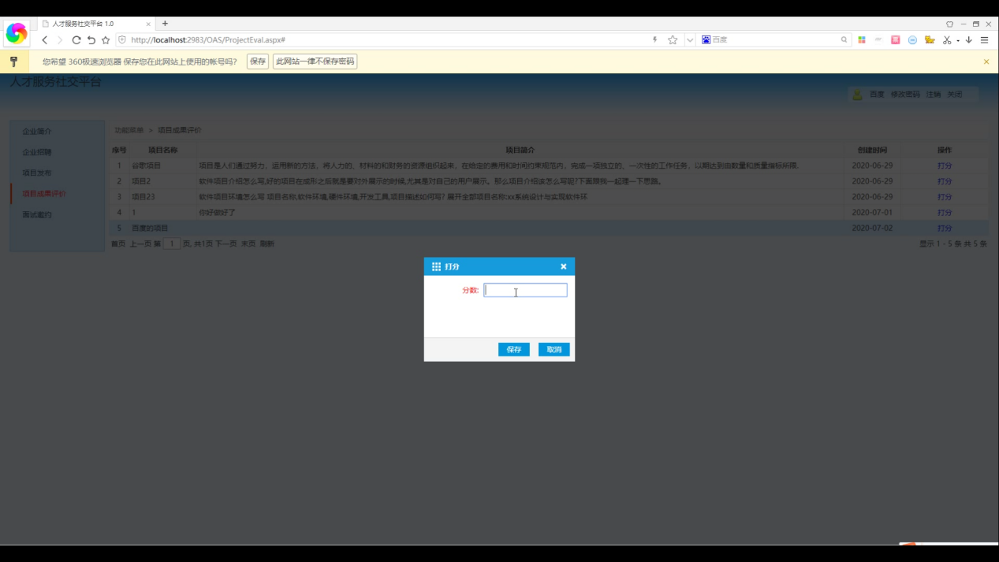 人才服务社交平台 1.0
http://localhost:2983/OAS/ProjectEval.aspx#
百度
您希望 360极速浏览器 保存您在此网站上使用的帐号吗? 保存 此网站一律不保存密码
人才服务社交平台
百度 修改密码 注销 关闭
企业简介
企业招聘
项目发布
项目成果评价
面试邀约
功能菜单 > 项目成果评价
序号 项目名称 项目简介 创建时间 操作
1 谷歌项目 项目是人们通过努力，运用新的方法，将人力的、材料的和财务的资源组织起来，在给定的费用和时间约束规范内，完成一项独立的、一次性的工作任务，以期达到由数量和质量指标所限. 2020-06-29 打分
2 项目2 软件项目介绍怎么写,好的项目在成形之后就是要对外展示的时候,尤其是对自己的用户展示。那么项目介绍该怎么写呢?下面跟我一起理一下思路。 2020-06-29 打分
3 项目23 软件项目环境怎么写 项目名称,软件环境,硬件环境,开发工具,项目描述如何写? 展开全部项目名称:xx系统设计与实现软件环 2020-06-29 打分
4 1 你好做好了 2020-07-01 打分
5 百度的项目 2020-07-02 打分
首页 上一页 第 1 页, 共1页 下一页 末页 刷新 显示 1 - 5 条 共 5 条
打分
分数:
保存 取消